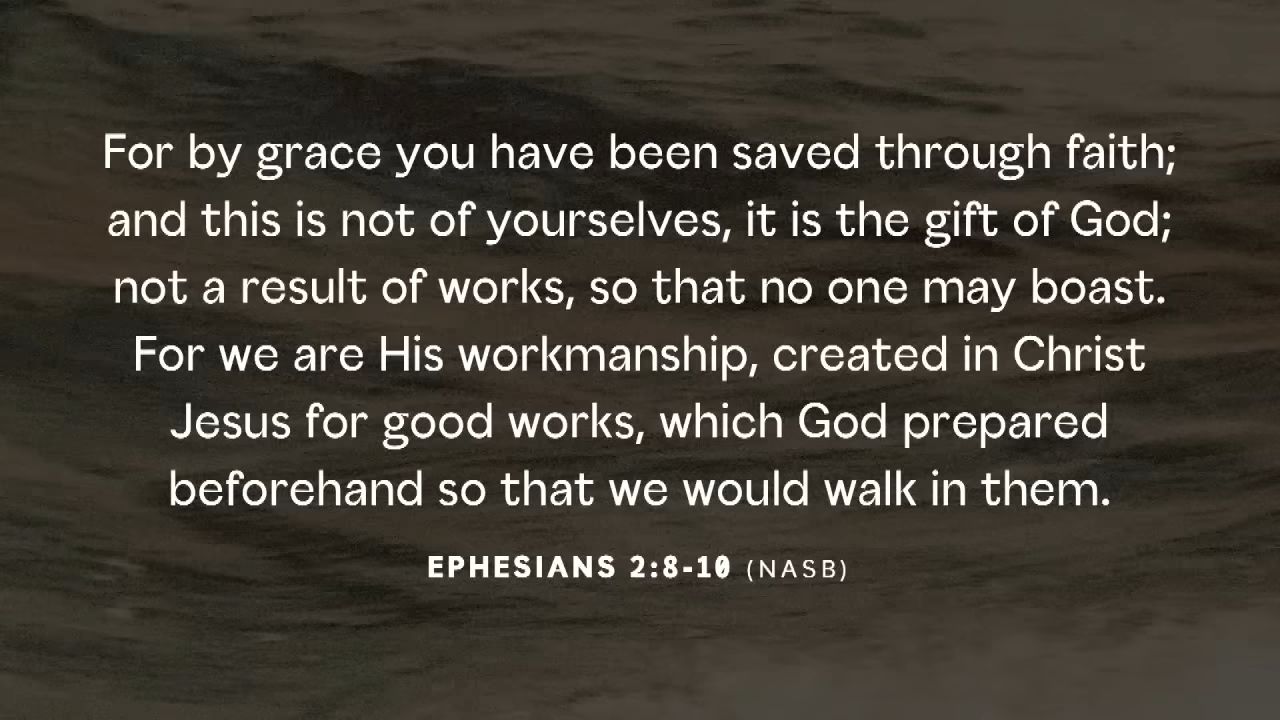 For by grace you have been saved through faith;
and this is not of yourselves, it is the gift of God;
not a result of works, so that no one may boast.
For we are His workmanship, created in Christ
Jesus for good works, which God prepared
beforehand so that we would walk in them.
EPHESIANS 2:8-10 (NASB)